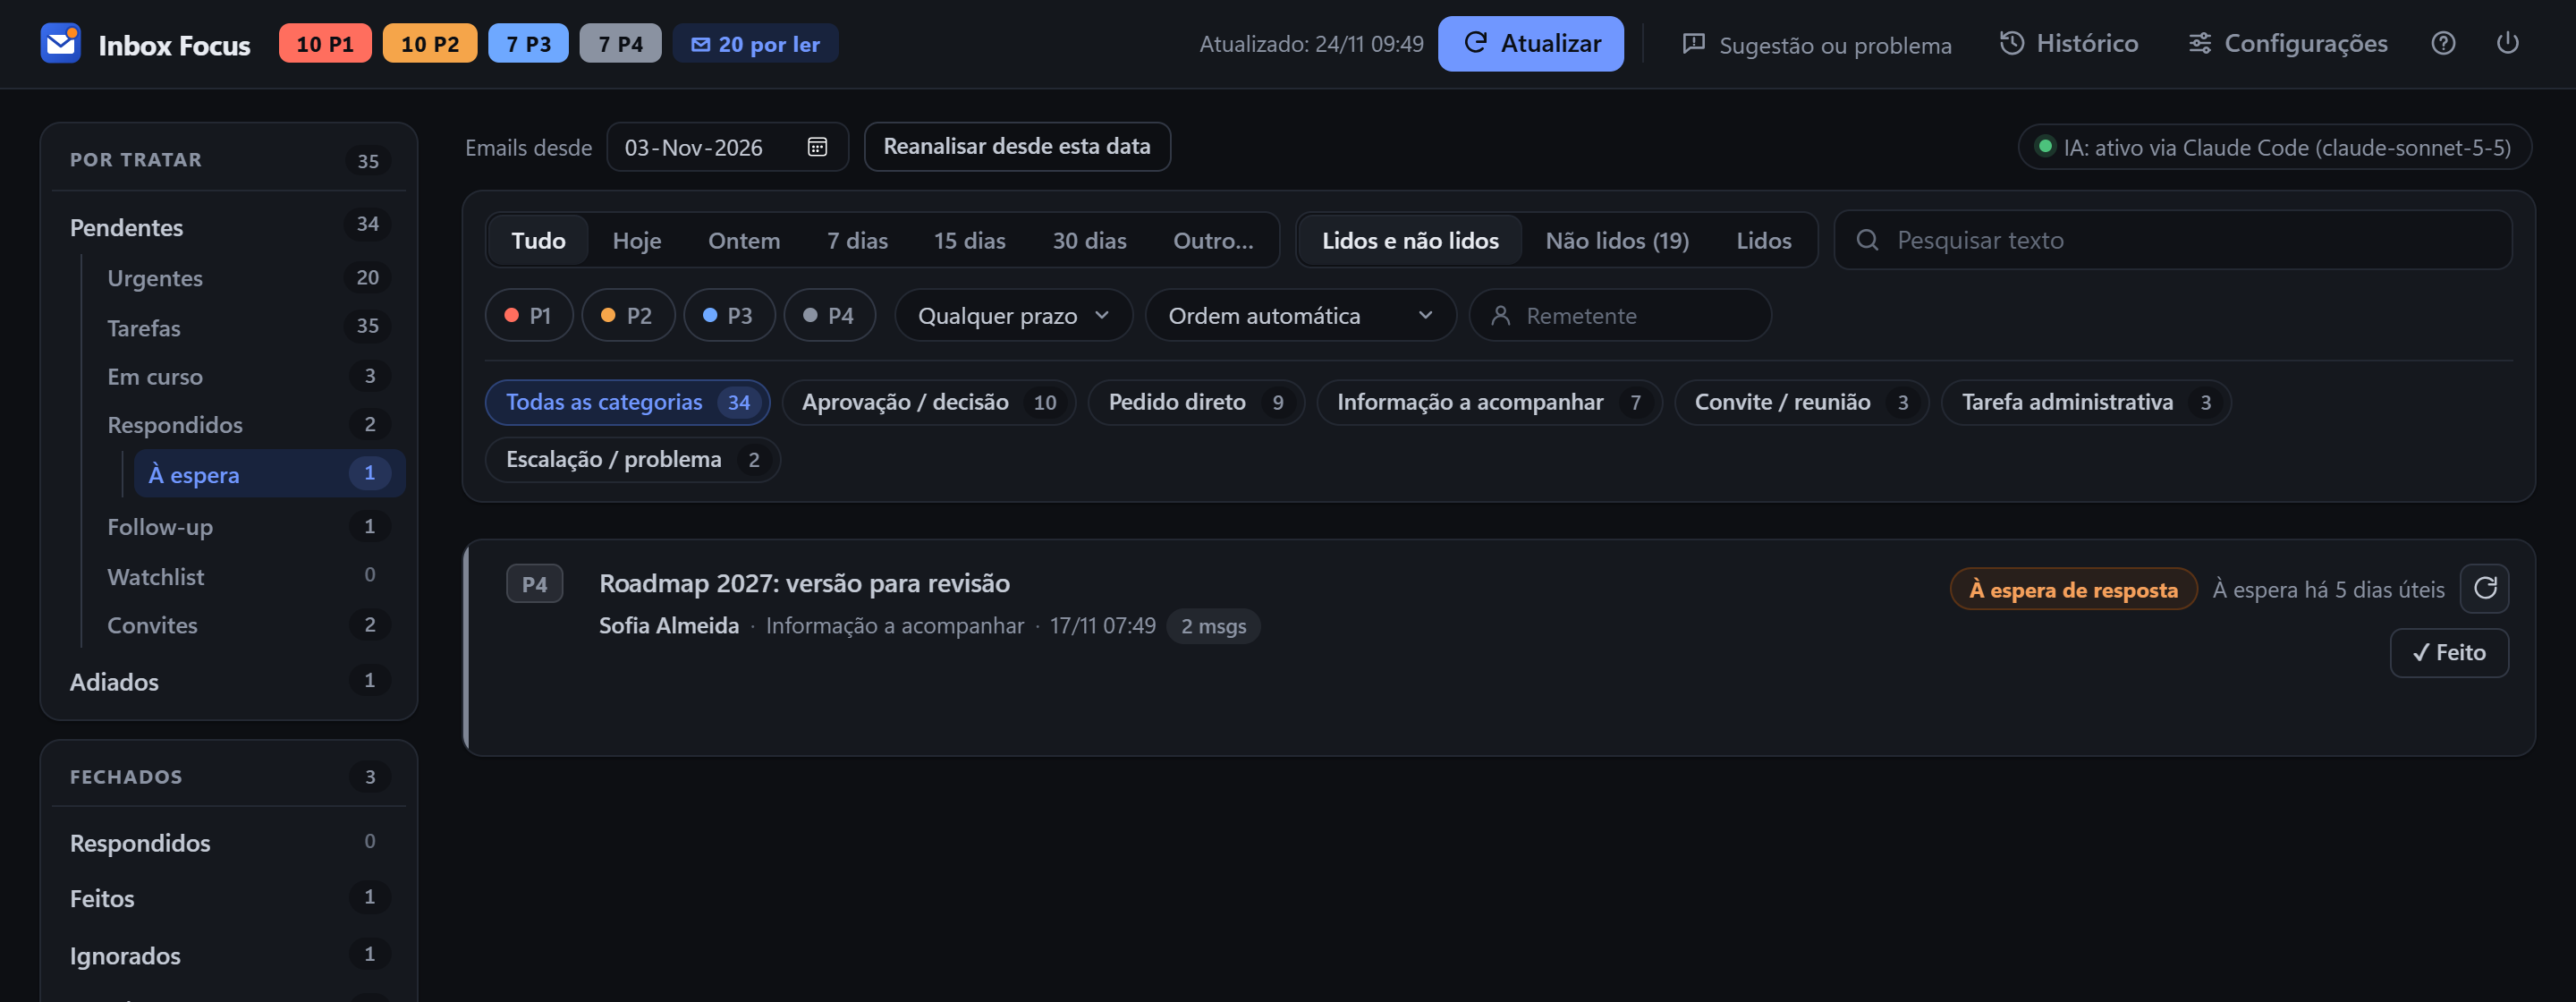 Inbox Focus 10 P1 10 P2 7 P3 7 P4 20 por ler Atualizado: 24/11 09:49 Atualizar Sugestão ou problema Histórico Configurações
POR TRATAR 35
Pendentes 34
Urgentes 20
Tarefas 35
Em curso 3
Respondidos 2
À espera 1
Follow-up 1
Watchlist 0
Convites 2
Adiados 1
FECHADOS 3
Respondidos 0
Feitos 1
Ignorados 1
Emails desde 03-Nov-2026 Reanalisar desde esta data IA: ativo via Claude Code (claude-sonnet-5-5)
Tudo Hoje Ontem 7 dias 15 dias 30 dias Outro... Lidos e não lidos Não lidos (19) Lidos Pesquisar texto
P1 P2 P3 P4 Qualquer prazo Ordem automática Remetente
Todas as categorias 34 Aprovação / decisão 10 Pedido direto 9 Informação a acompanhar 7 Convite / reunião 3 Tarefa administrativa 3
Escalação / problema 2
P4 Roadmap 2027: versão para revisão À espera de resposta À espera há 5 dias úteis
Sofia Almeida · Informação a acompanhar · 17/11 07:49 2 msgs
✓ Feito